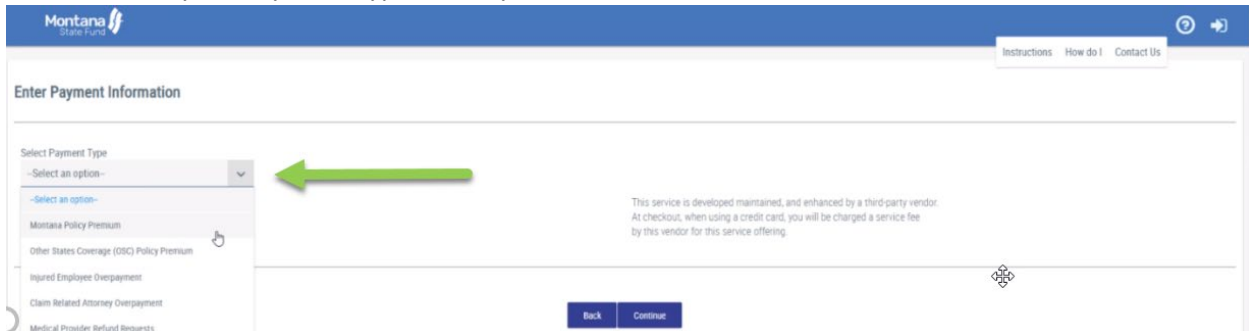 Montana
State Fund
Instructions How do I Contact Us
Enter Payment Information
Select Payment Type
--Select an option--
--Select an option--
Montana Policy Premium
Other States Coverage (OSC) Policy Premium
Injured Employee Overpayment
Claim Related Attorney Overpayment
Medical Provider Refund Requests
This service is developed maintained, and enhanced by a third-party vendor.
At checkout, when using a credit card, you will be charged a service fee
by this vendor for this service offering.
Back Continue